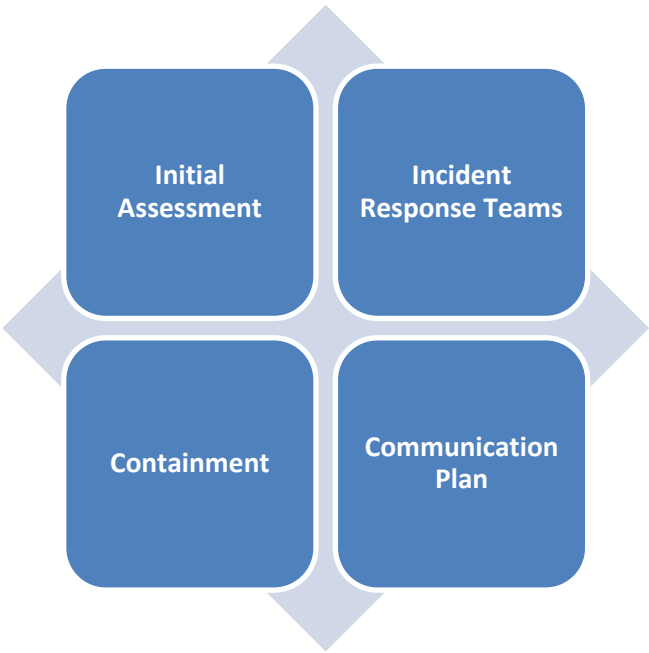 Initial
Assessment
Incident
Response Teams
Containment
Communication
Plan